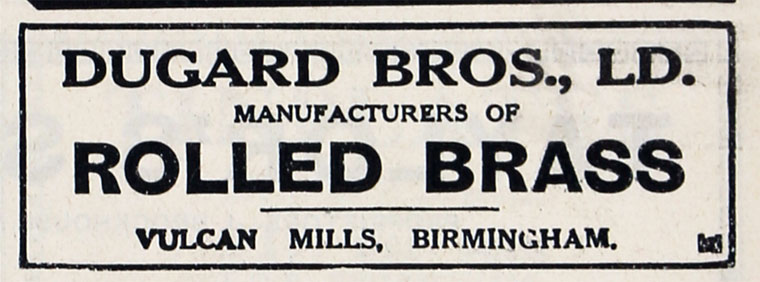 DUGARD BROS., LD.
MANUFACTURERS OF
ROLLED BRASS
VULCAN MILLS, BIRMINGHAM.